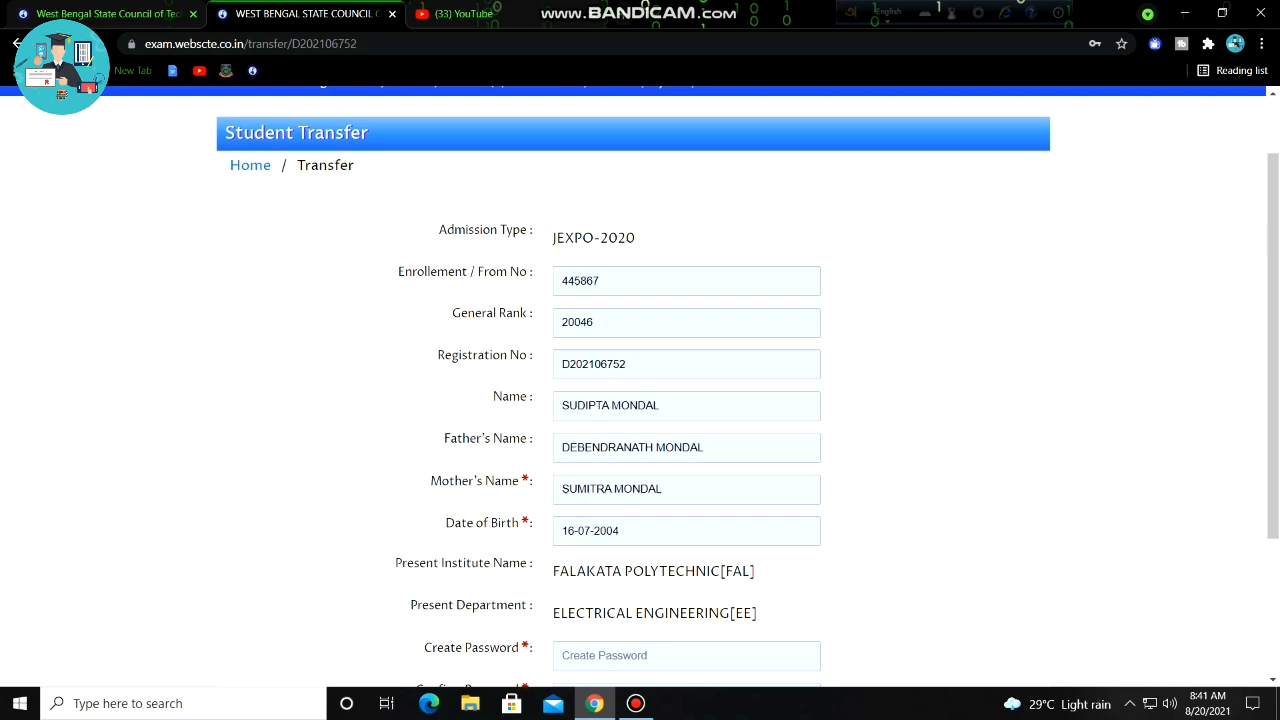 West Bengal State Council of Tec
WEST BENGAL STATE COUNCIL O
(33) YouTube
www.BANDICAM.com
English
exam.webscte.co.in/transfer/D202106752
New Tab
Reading list
Student Transfer
Home / Transfer
Admission Type : JEXPO-2020
Enrollement / From No : 445867
General Rank : 20046
Registration No : D202106752
Name : SUDIPTA MONDAL
Father's Name : DEBENDRANATH MONDAL
Mother's Name *: SUMITRA MONDAL
Date of Birth *: 16-07-2004
Present Institute Name : FALAKATA POLYTECHNIC[FAL]
Present Department : ELECTRICAL ENGINEERING[EE]
Create Password *: Create Password
Type here to search
29°C Light rain
8:41 AM
8/20/2021